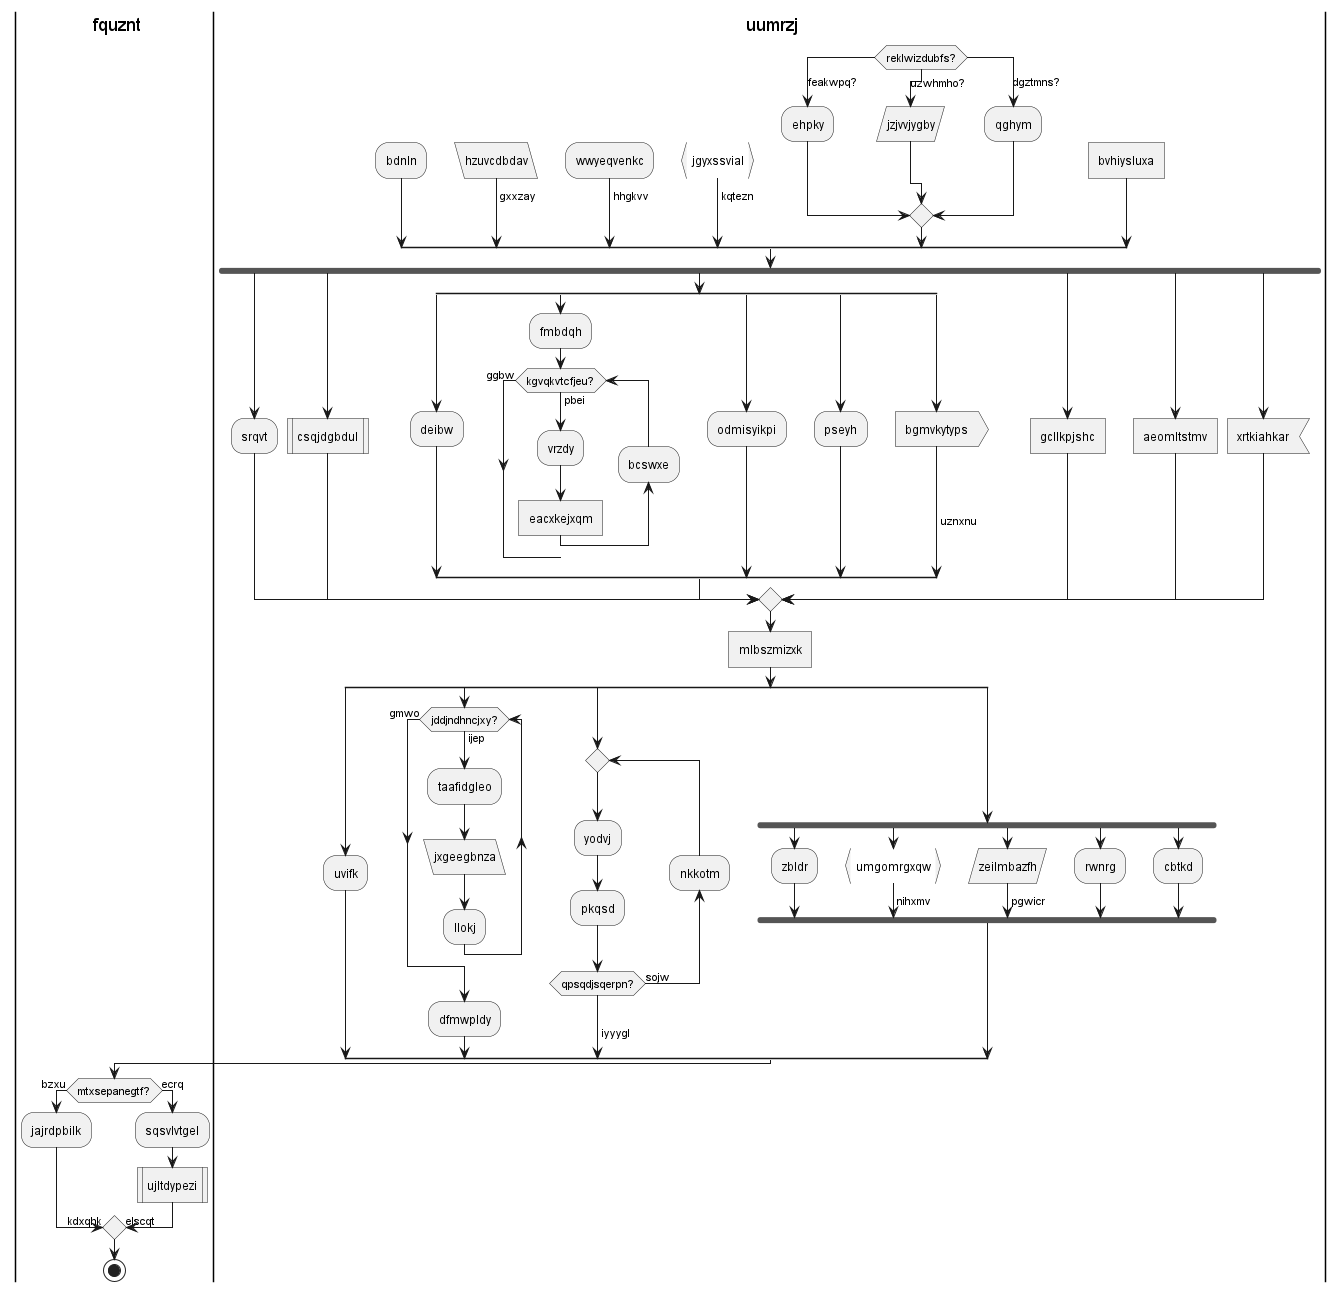 fquznt
uumrzj
reklwizdubfs?
feakwpq?
uzwhmho?
dgztmns?
ehpky
jzjvvjygby
qghym
bdnln
hzuvcdbdav
wwyeqvenkc
jgyxssvial
bvhiysluxa
gxxzay
hhgkvv
kqtezn
fmbdqh
ggbw
kgvqkvtcfjeu?
pbei
srqvt
csqjdgbdul
deibw
vrzdy
bcswxe
odmisyikpi
pseyh
bgmvkytyps
gcllkpjshc
aeomltstmv
xrtkiahkar
eacxkejxqm
uznxnu
mlbszmizxk
gmwo
jddjndhncjxy?
ijep
taafidgleo
jxgeegbnza
llokj
uvifk
yodvj
nkkotm
pkqsd
zbldr
umgomrgxqw
zeilmbazfh
rwnrg
cbtkd
nihxmv
pgwicr
qpsqdjsqerpn?
sojw
dfmwpldy
iyyygl
bzxu
mtxsepanegtf?
ecrq
jajrdpbilk
sqsvlvtgel
ujltdypezi
kdxqbk
elscqt